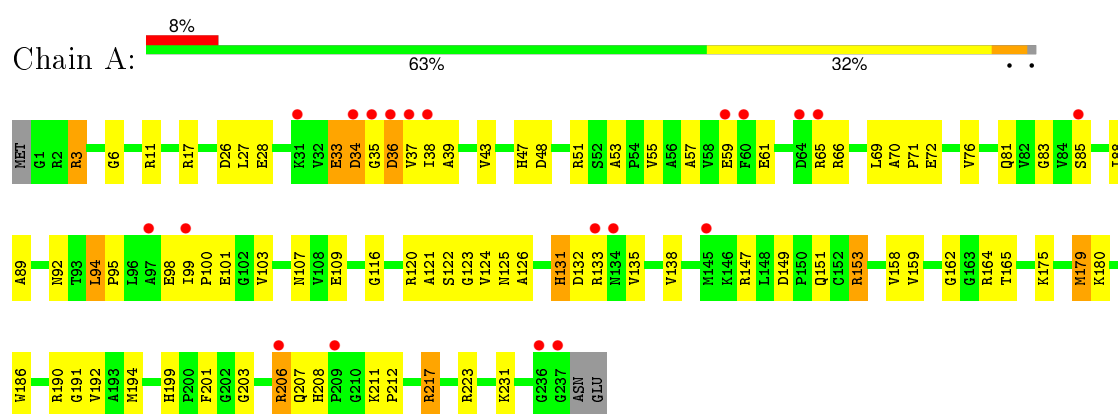 8%
Chain A:
63% 32% • •
MET G1 R2 R3 G6 R11 R17 D26 L27 E28 K31 V32 E33 D34 G35 D36 V37 I38 A39 V43 H47 D48 R51 S52 A53 P54 V55 A56 A57 V58 E59 F60 E61 D64 R65 R66 L69 A70 P71 E72 V76 Q81 V82 G83 V84 S85 I88
A89 N92 T93 L94 P95 L96 A97 E98 I99 P100 E101 G102 V103 N107 V108 E109 G116 R120 A121 S122 G123 V124 N125 A126 H131 D132 R133 N134 V135 V138 M145 K146 R147 L148 D149 P150 Q151 C152 R153 V158 V159 G162 G163 R164 T165 K175 M179 K180
W186 R190 G191 V192 A193 M194 H199 P200 F201 G202 G203 R206 Q207 H208 P209 G210 K211 P212 R217 R223 K231 G236 G237 ASN GLU